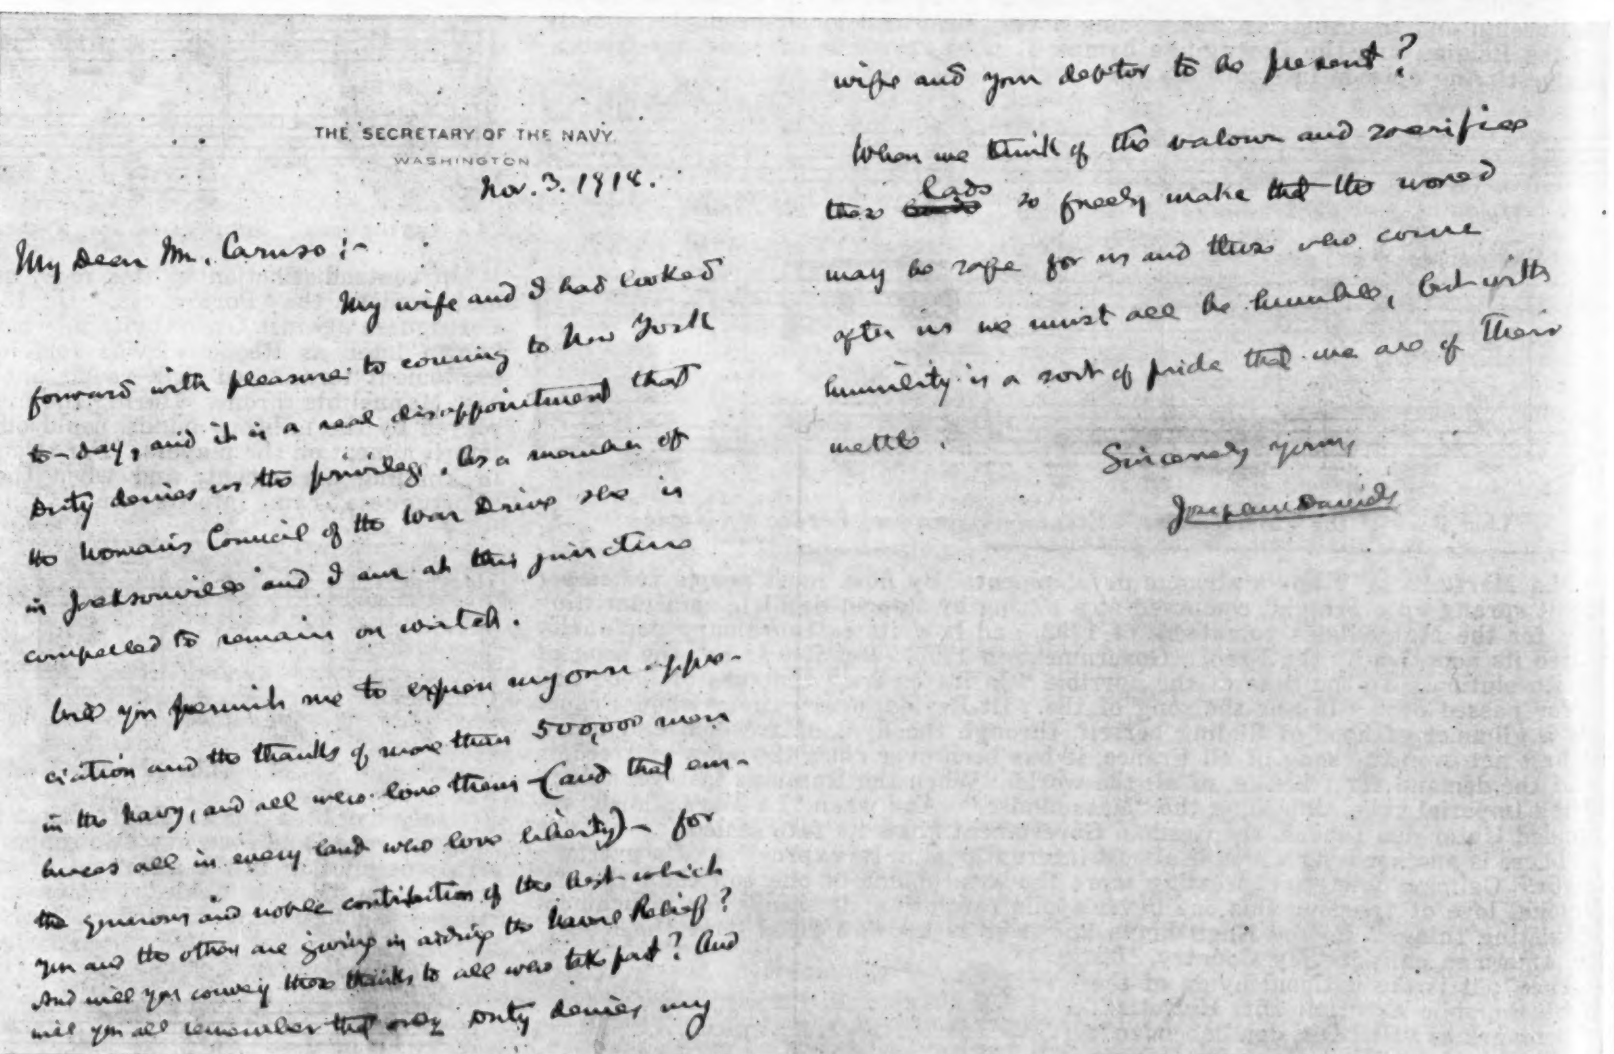 THE SECRETARY OF THE NAVY.
WASHINGTON
Nov. 3. 1918.
My Dear Mr. Caruso :-
My wife and I had looked
forward with pleasure to coming to New York
to-day, and it is a real disappointment that
Duty denies us the privilege. As a member of
the Woman's Council of the War Drive she is
in Jacksonville and I am at this juncture
compelled to remain on watch.
Will you permit me to express my own appre-
ciation and the thanks of more than 500,000 men
in the Navy, and all who love them - (and that em-
braces all in every land who love liberty) - for
the generous and noble contribution of the best which
you and the others are giving in aiding the Naval Relief?
And will you convey these thanks to all who take part? And
will you all remember that only Duty denies my
wife and your debtor to be present?
When we think of the valour and sacrifice
these lads so freely make that the world
may be safe for us and those who come
after us we must all be humble, but with
humility is a sort of pride that we are of their
mettle.
Sincerely yours,
Josephus Daniels